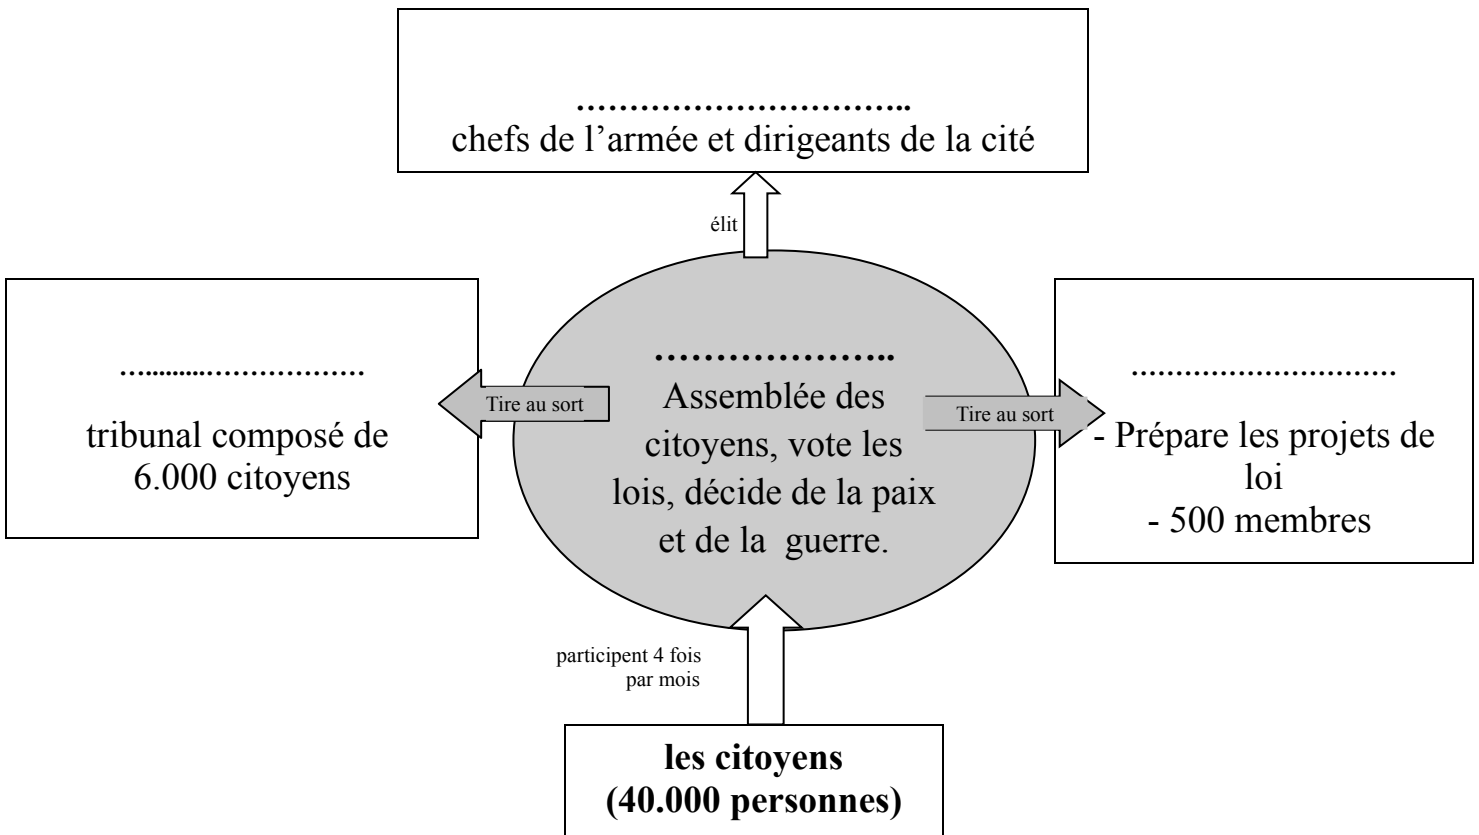 ……………………………..
chefs de l’armée et dirigeants de la cité
élit
…..........……………….
tribunal composé de
6.000 citoyens
Tire au sort
…………………..
Assemblée des
citoyens, vote les
lois, décide de la paix
et de la guerre.
Tire au sort
.............................
- Prépare les projets de
loi
- 500 membres
participent 4 fois
par mois
les citoyens
(40.000 personnes)